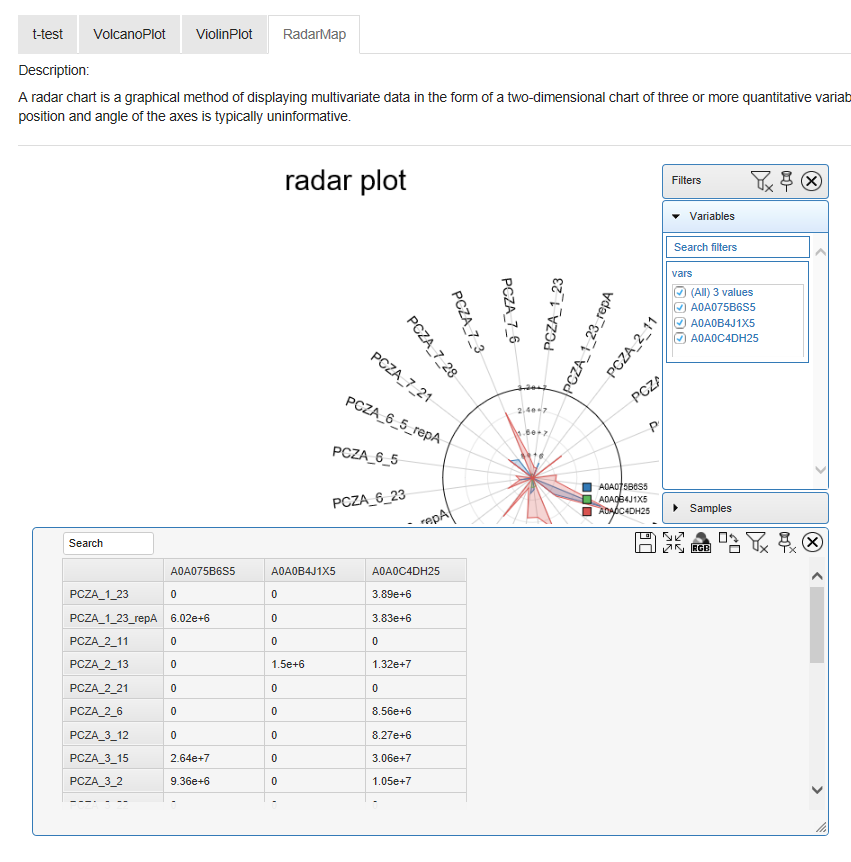 t-test VolcanoPlot ViolinPlot RadarMap
Description:
A radar chart is a graphical method of displaying multivariate data in the form of a two-dimensional chart of three or more quantitative variab
position and angle of the axes is typically uninformative.
radar plot
Filters
Variables
Search filters
vars
(All) 3 values
A0A075B6S5
A0A0B4J1X5
A0A0C4DH25
Samples
PCZA_1_23
PCZA_1_23_repA
PCZA_2_11
PCZA
P
PCZA_7_6
PCZA_7_3
PCZA_7_28
PCZA_7_21
PCZA_6_5_repA
PCZA_6_5
PCZA_6_23
_repA
3.2e+7
2.4e+7
1.6e+7
A0A075B6S5
A0A0B4J1X5
A0A0C4DH25
Search
RGB
A0A075B6S5 A0A0B4J1X5 A0A0C4DH25
PCZA_1_23 0 0 3.89e+6
PCZA_1_23_repA 6.02e+6 0 3.83e+6
PCZA_2_11 0 0 0
PCZA_2_13 0 1.5e+6 1.32e+7
PCZA_2_21 0 0 0
PCZA_2_6 0 0 8.56e+6
PCZA_3_12 0 0 8.27e+6
PCZA_3_15 2.64e+7 0 3.06e+7
PCZA_3_2 9.36e+6 0 1.05e+7